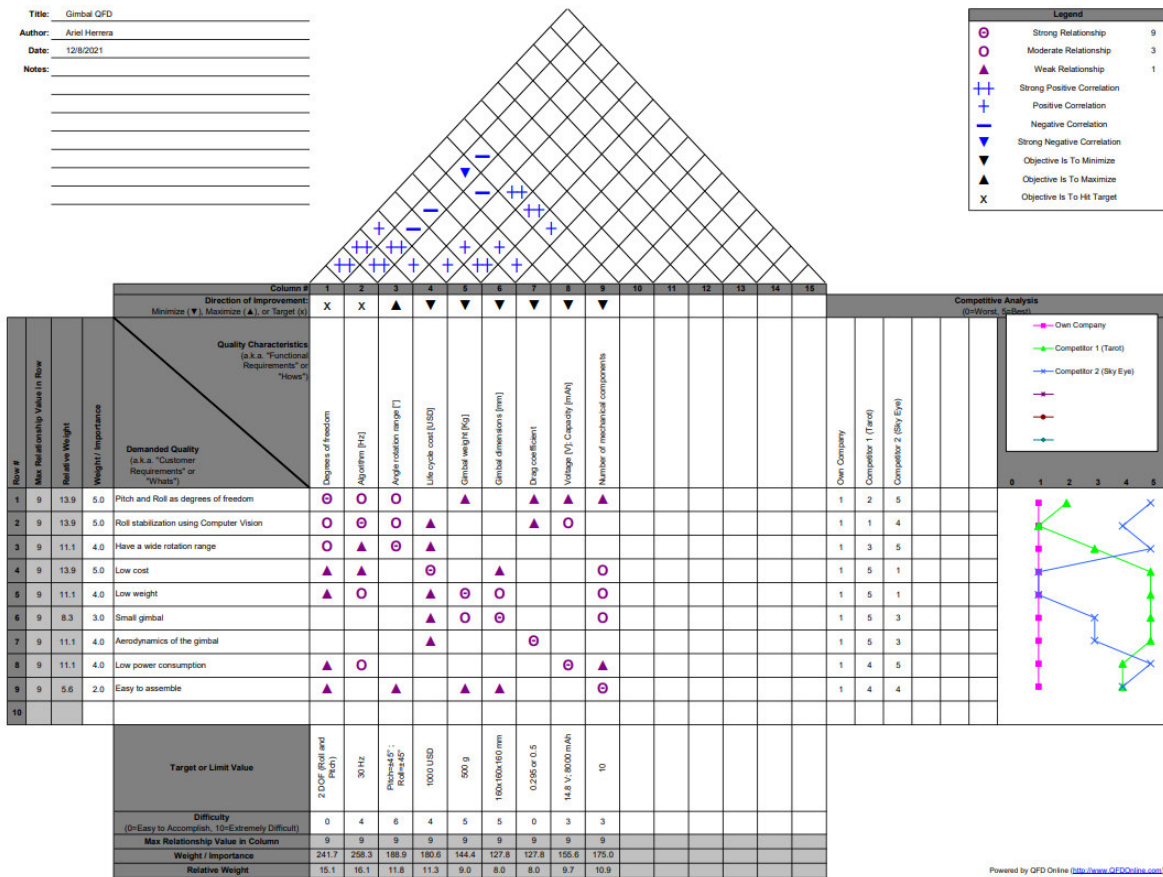 Title: Gimbal QFD
Author: Ariel Herrera
Date: 12/8/2021
Notes:
Legend
Θ Strong Relationship 9
Ο Moderate Relationship 3
▲ Weak Relationship 1
++ Strong Positive Correlation
+ Positive Correlation
− Negative Correlation
▼ Strong Negative Correlation
▼ Objective Is To Minimize
▲ Objective Is To Maximize
x Objective Is To Hit Target
Column # 1 2 3 4 5 6 7 8 9 10 11 12 13 14 15
Direction of Improvement:
Minimize (▼), Maximize (▲), or Target (x)
x x ▲ ▼ ▼ ▼ ▼ ▼ ▼
Competitive Analysis
(0=Worst, 5=Best)
Own Company
Competitor 1 (Tarot)
Competitor 2 (Sky Eye)
Row #
Max Relationship Value in Row
Relative Weight
Weight / Importance
Quality Characteristics
(a.k.a. "Functional
Requirements" or
"Hows")
Demanded Quality
(a.k.a. "Customer
Requirements" or
"Whats")
Degrees of freedom
Algorithm [Hz]
Angle rotation range [°]
Life cycle cost [USD]
Gimbal weight [Kg]
Gimbal dimensions [mm]
Drag coefficient
Voltage [V]; Capacity [mAh]
Number of mechanical components
Own Company
Competitor 1 (Tarot)
Competitor 2 (Sky Eye)
0 1 2 3 4 5
1 9 13.9 5.0 Pitch and Roll as degrees of freedom Θ Ο Ο ▲ ▲ ▲ ▲ 1 2 5
2 9 13.9 5.0 Roll stabilization using Computer Vision Ο Θ Ο ▲ ▲ Ο 1 1 4
3 9 11.1 4.0 Have a wide rotation range Ο ▲ Θ ▲ 1 3 5
4 9 13.9 5.0 Low cost ▲ ▲ Θ ▲ Ο 1 5 1
5 9 11.1 4.0 Low weight ▲ Ο ▲ Θ Ο Ο 1 5 1
6 9 8.3 3.0 Small gimbal ▲ Ο Θ Ο 1 5 3
7 9 11.1 4.0 Aerodynamics of the gimbal ▲ Θ 1 5 3
8 9 11.1 4.0 Low power consumption ▲ Ο Θ ▲ 1 4 5
9 9 5.6 2.0 Easy to assemble ▲ ▲ ▲ ▲ Θ 1 4 4
10
Target or Limit Value
2 DOF (Roll and
Pitch)
30 Hz
Pitch=±45° ;
Roll=±45°
1000 USD
500 g
160x160x160 mm
0.295 or 0.5
14.8 V; 8000 mAh
10
Difficulty
(0=Easy to Accomplish, 10=Extremely Difficult)
0 4 6 4 5 5 0 3 3
Max Relationship Value in Column 9 9 9 9 9 9 9 9 9
Weight / Importance 241.7 258.3 188.9 180.6 144.4 127.8 127.8 155.6 175.0
Relative Weight 15.1 16.1 11.8 11.3 9.0 8.0 8.0 9.7 10.9
Powered by QFD Online (http://www.QFDOnline.com)